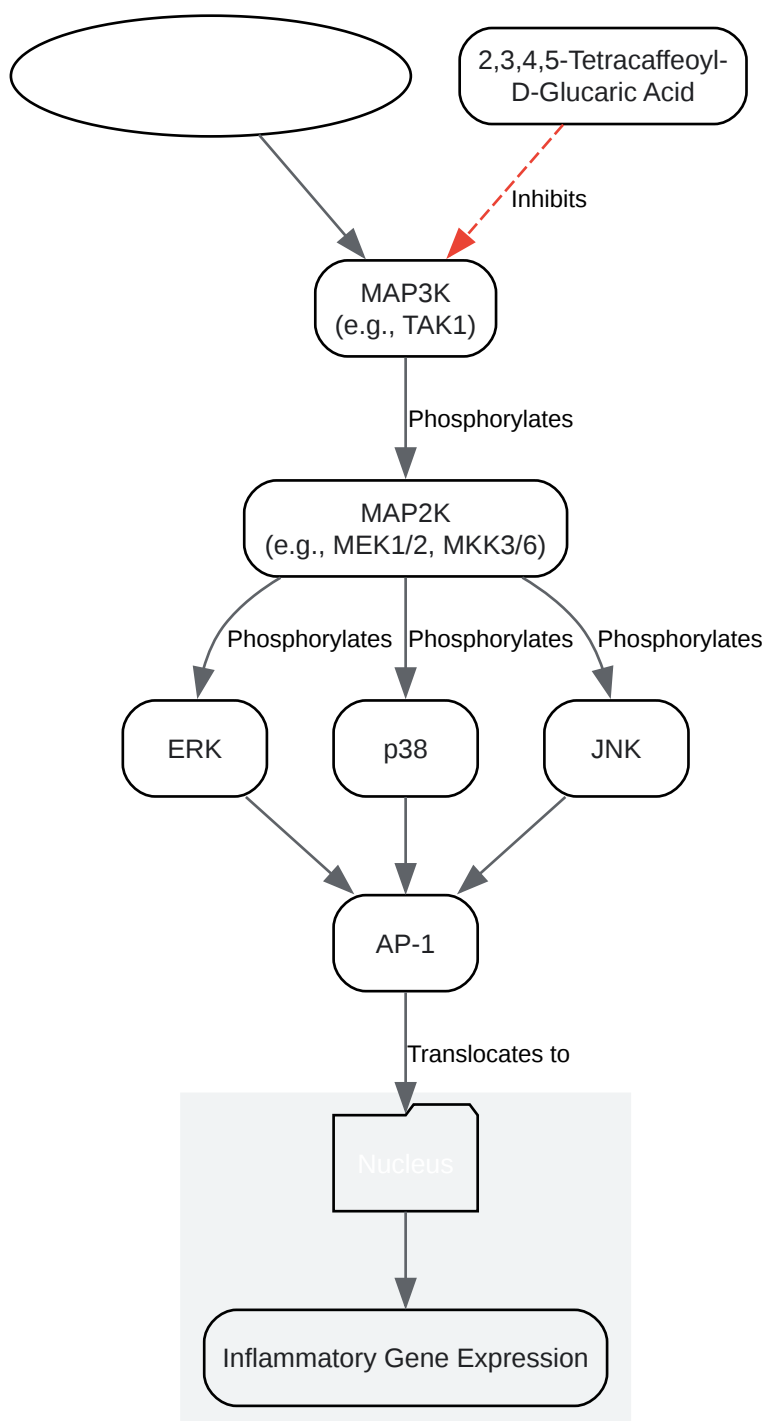 2,3,4,5-Tetracaffeoyl-
D-Glucaric Acid
Inhibits
MAP3K
(e.g., TAK1)
Phosphorylates
MAP2K
(e.g., MEK1/2, MKK3/6)
Phosphorylates
Phosphorylates
Phosphorylates
ERK
p38
JNK
AP-1
Translocates to
Nucleus
Inflammatory Gene Expression